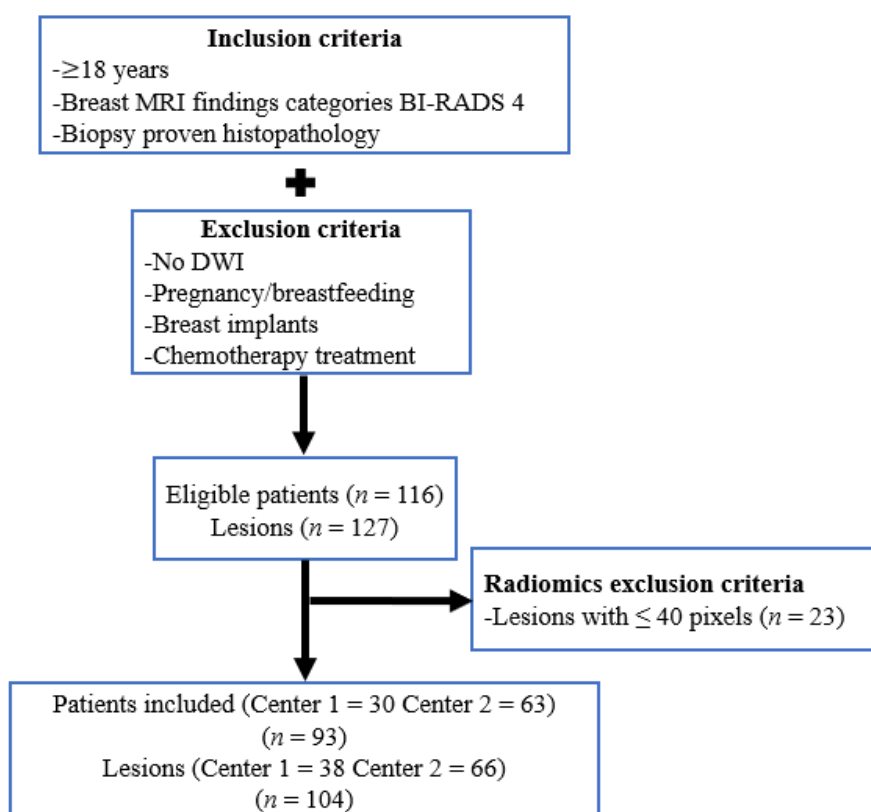 Inclusion criteria
-≥18 years
-Breast MRI findings categories BI-RADS 4
-Biopsy proven histopathology
Exclusion criteria
-No DWI
-Pregnancy/breastfeeding
-Breast implants
-Chemotherapy treatment
Eligible patients (n = 116)
Lesions (n = 127)
Radiomics exclusion criteria
-Lesions with ≤ 40 pixels (n = 23)
Patients included (Center 1 = 30 Center 2 = 63)
(n = 93)
Lesions (Center 1 = 38 Center 2 = 66)
(n = 104)